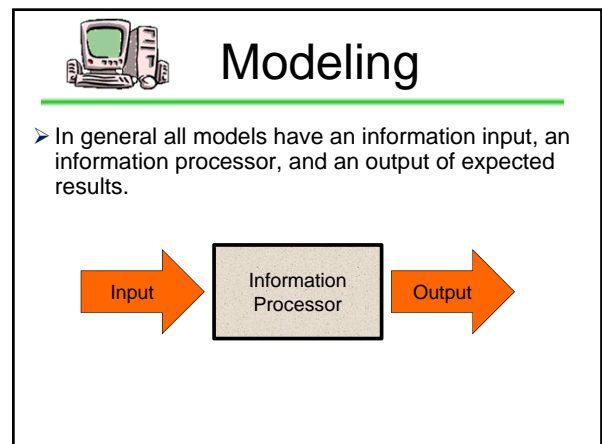 Modeling
In general all models have an information input, an
information processor, and an output of expected
results.
Input
Information
Processor
Output